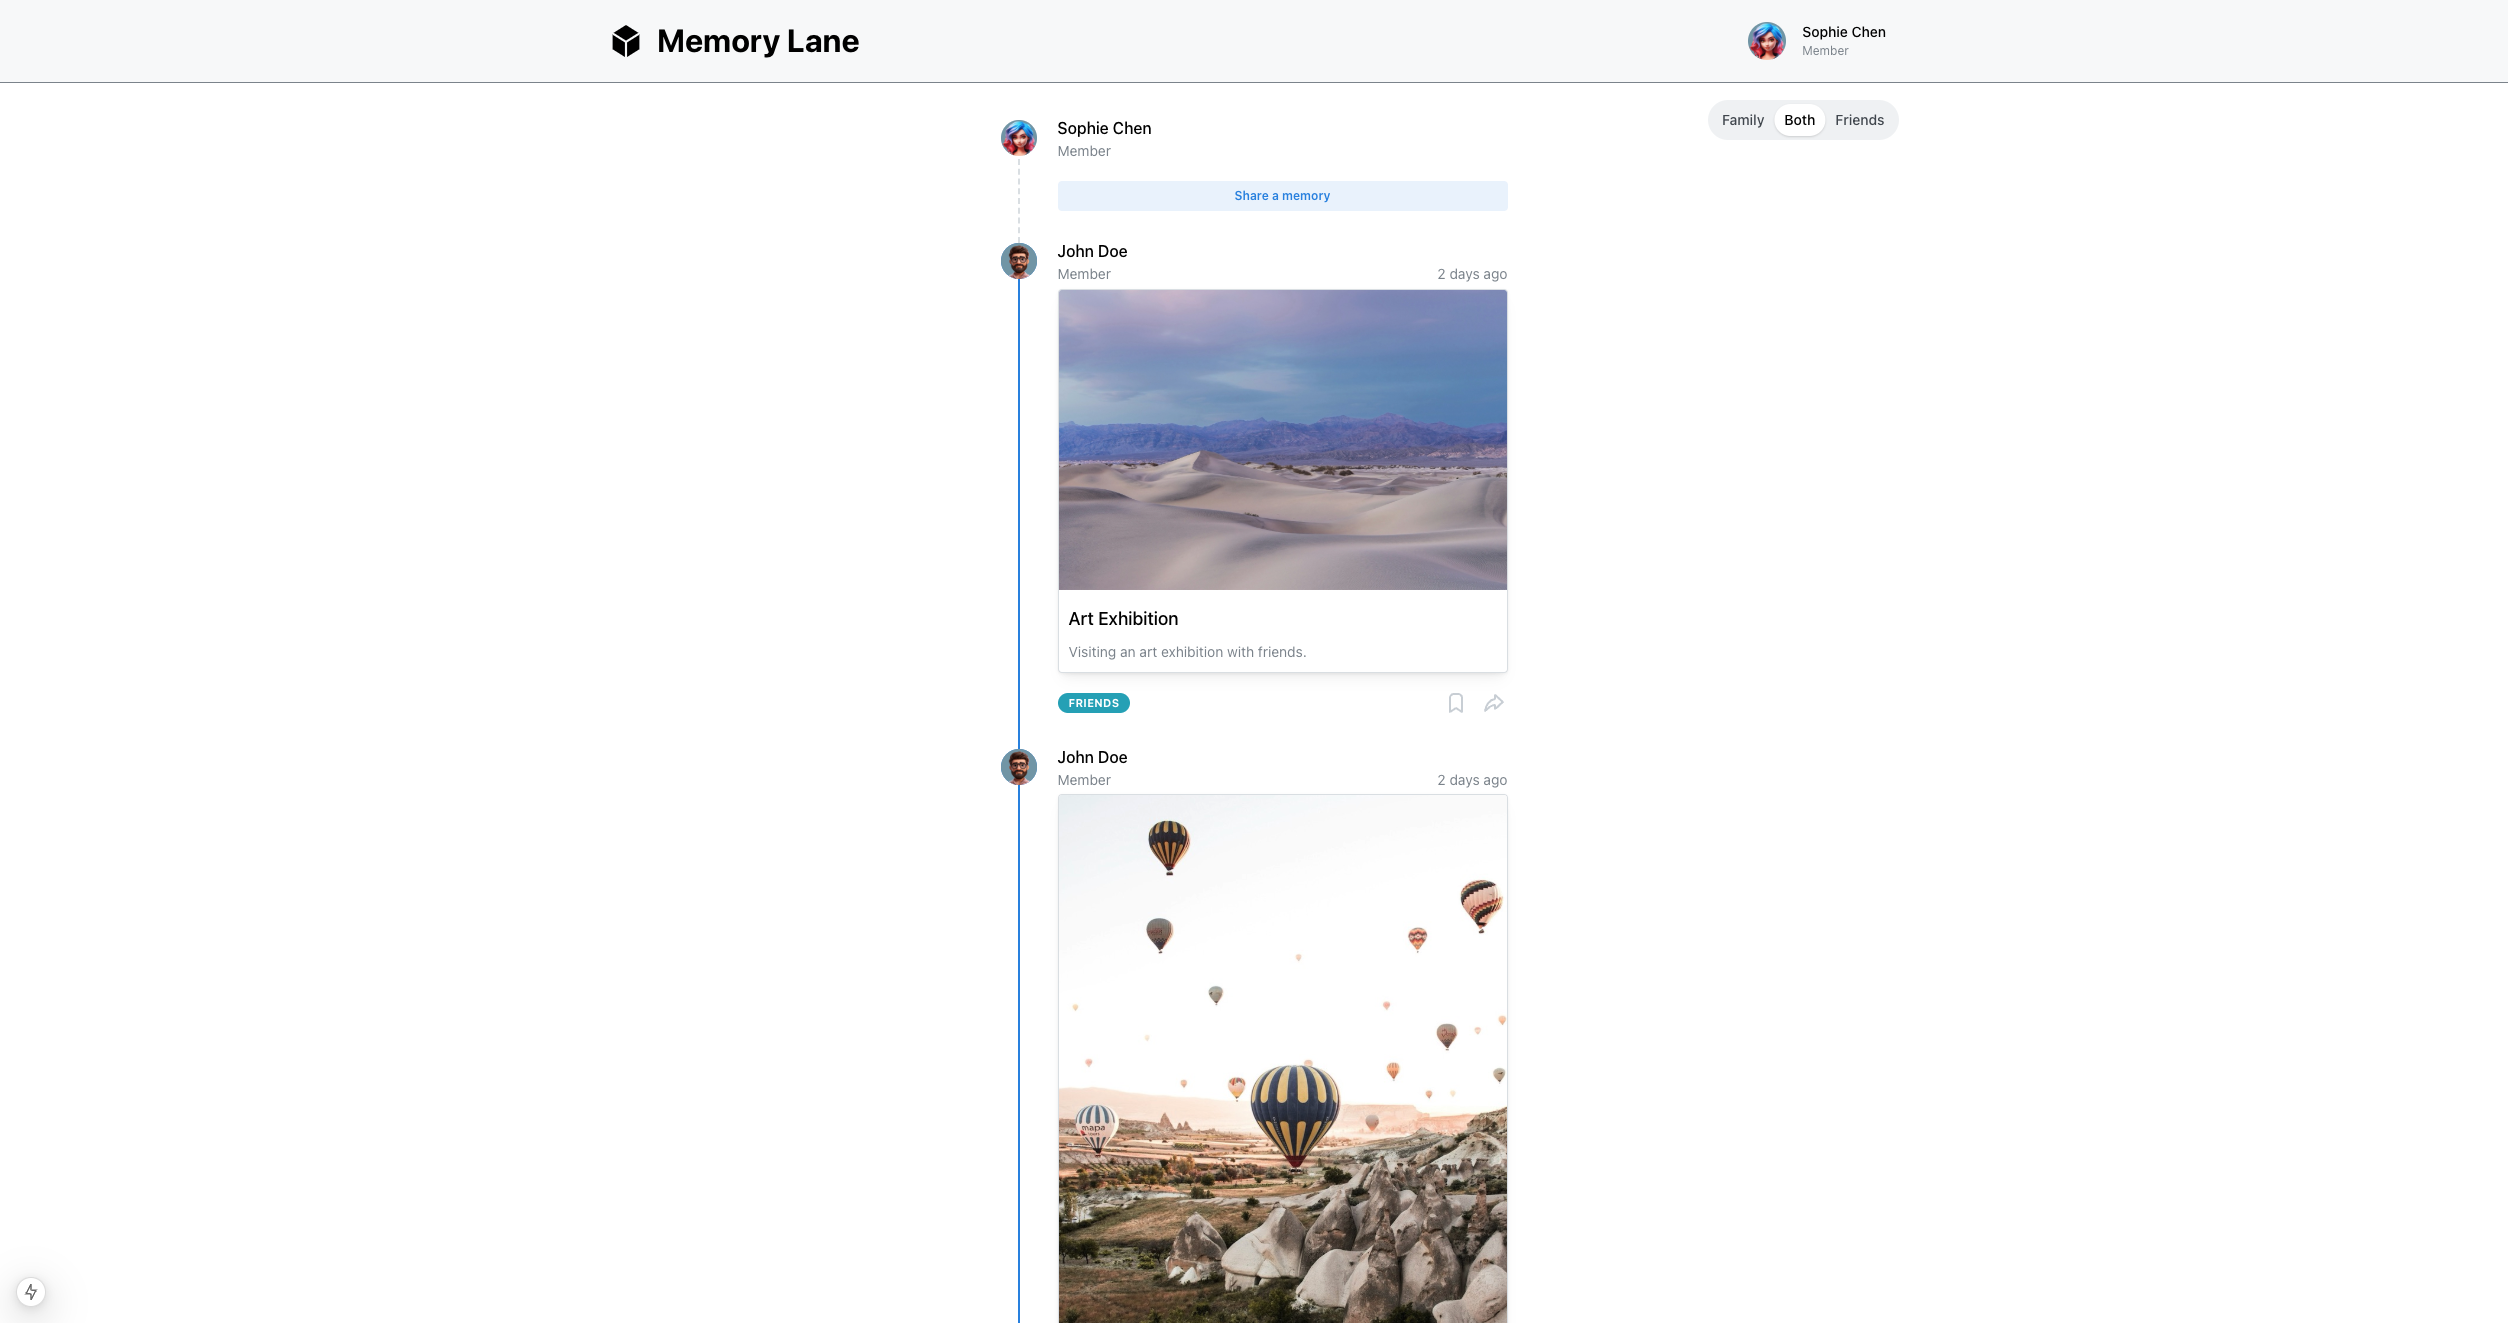 Memory Lane
Sophie Chen
Member
Family Both Friends
Sophie Chen
Member
Share a memory
John Doe
Member 2 days ago
Art Exhibition
Visiting an art exhibition with friends.
FRIENDS
John Doe
Member 2 days ago
mapa